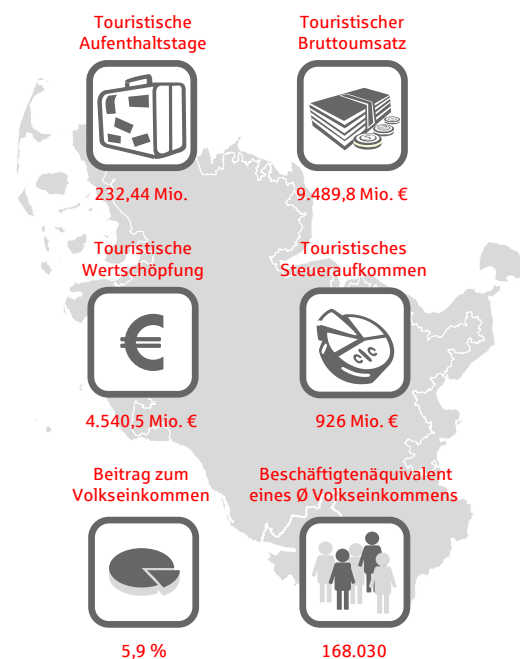 Touristische
Aufenthaltstage
232,44 Mio.
Touristischer
Bruttoumsatz
9.489,8 Mio. €
Touristische
Wertschöpfung
€
4.540,5 Mio. €
Touristisches
Steueraufkommen
c|c
926 Mio. €
Beitrag zum
Volkseinkommen
5,9 %
Beschäftigtenäquivalent
eines Ø Volkseinkommens
168.030